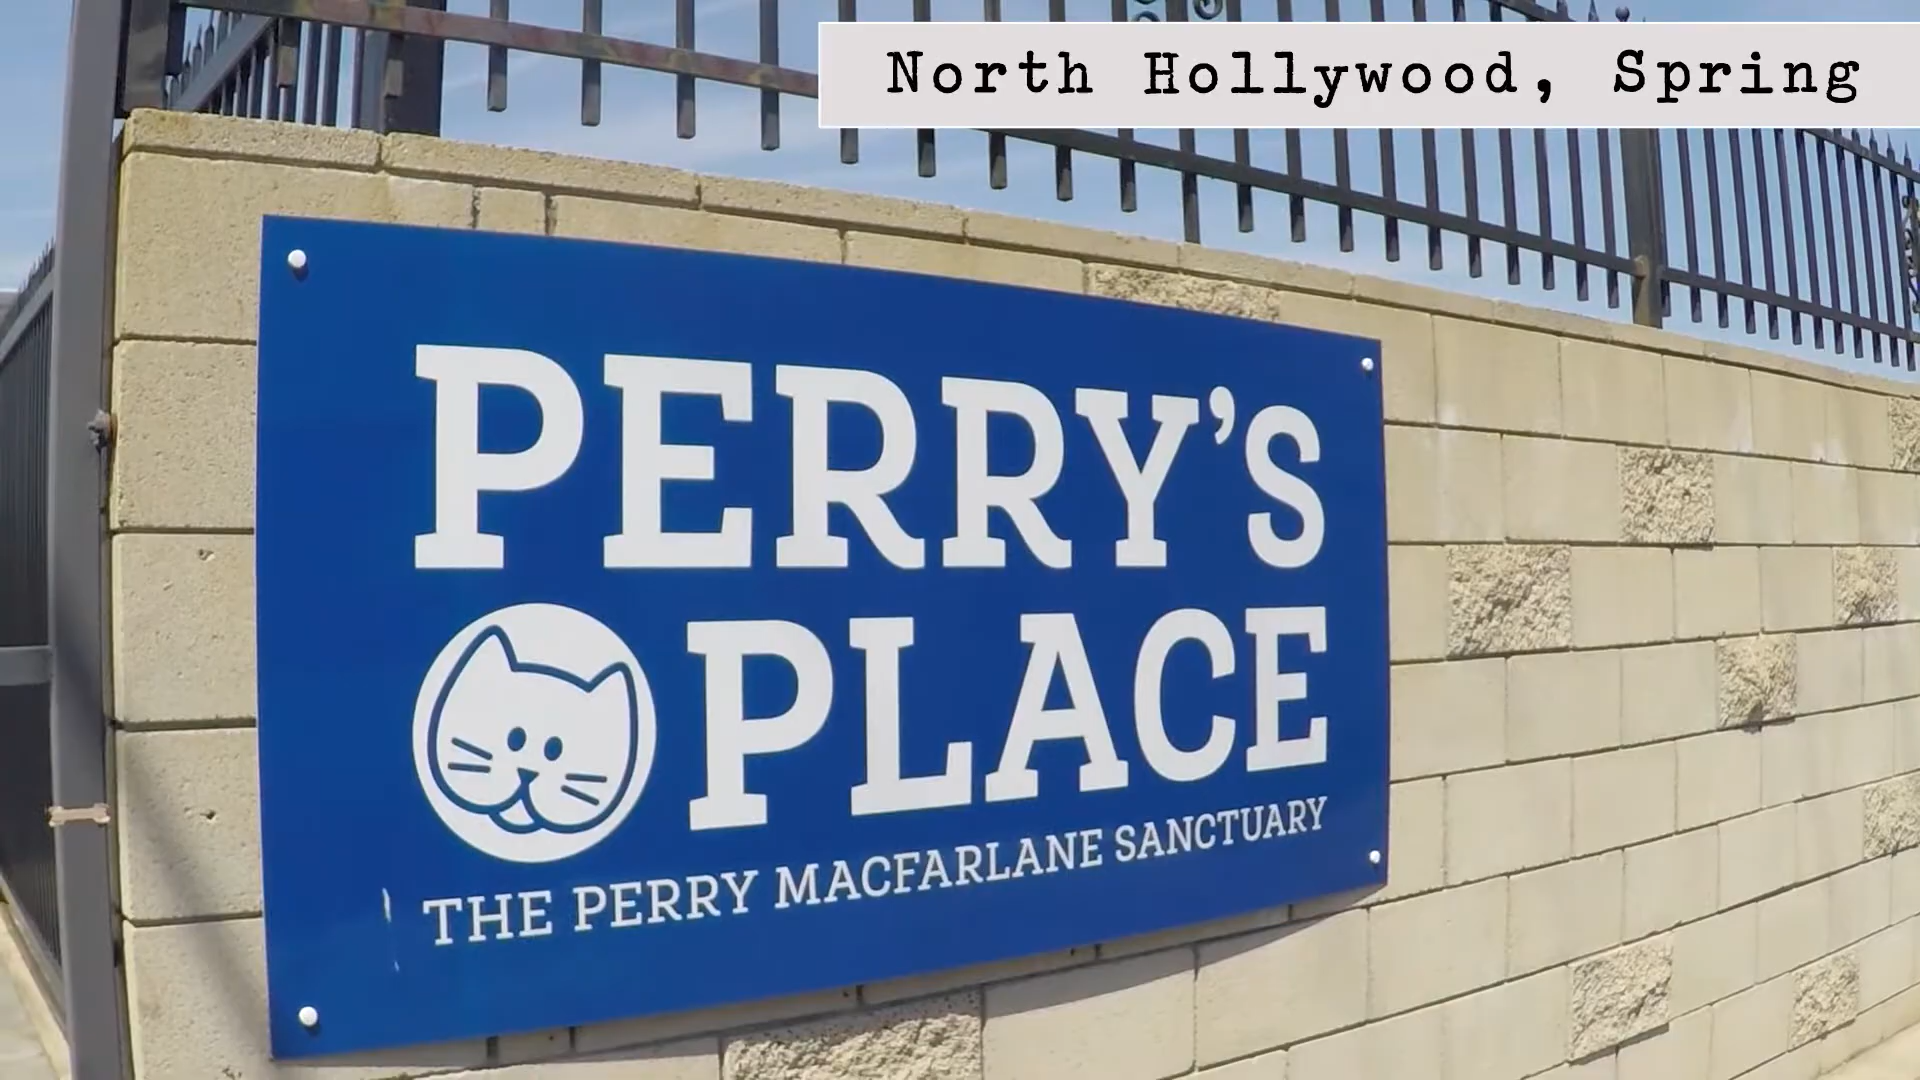 North Hollywood, Spring
PERRY'S
PLACE
THE PERRY MACFARLANE SANCTUARY